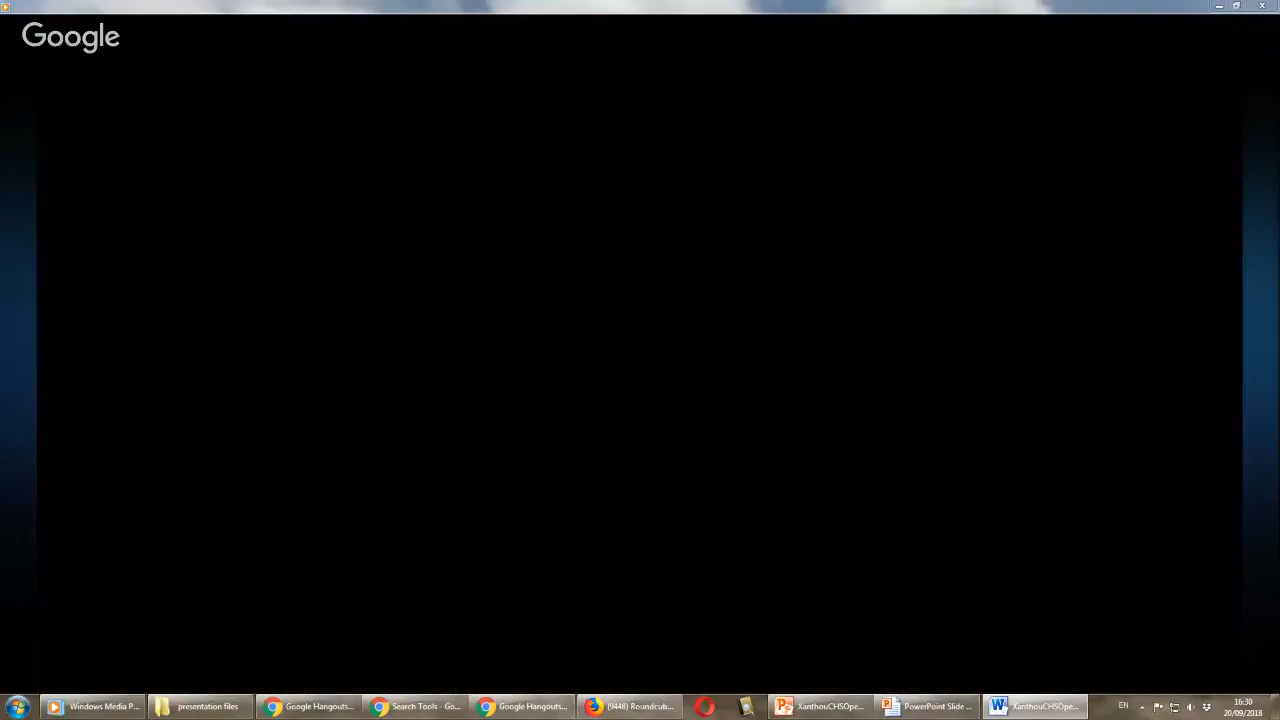 Google
Windows Media P...
presentation files
Google Hangouts...
Search Tools - Go...
Google Hangouts...
(9448) Roundcub...
XanthouCHSOpe...
PowerPoint Slide ...
XanthouCHSOpe...
EN
16:30
20/09/2018